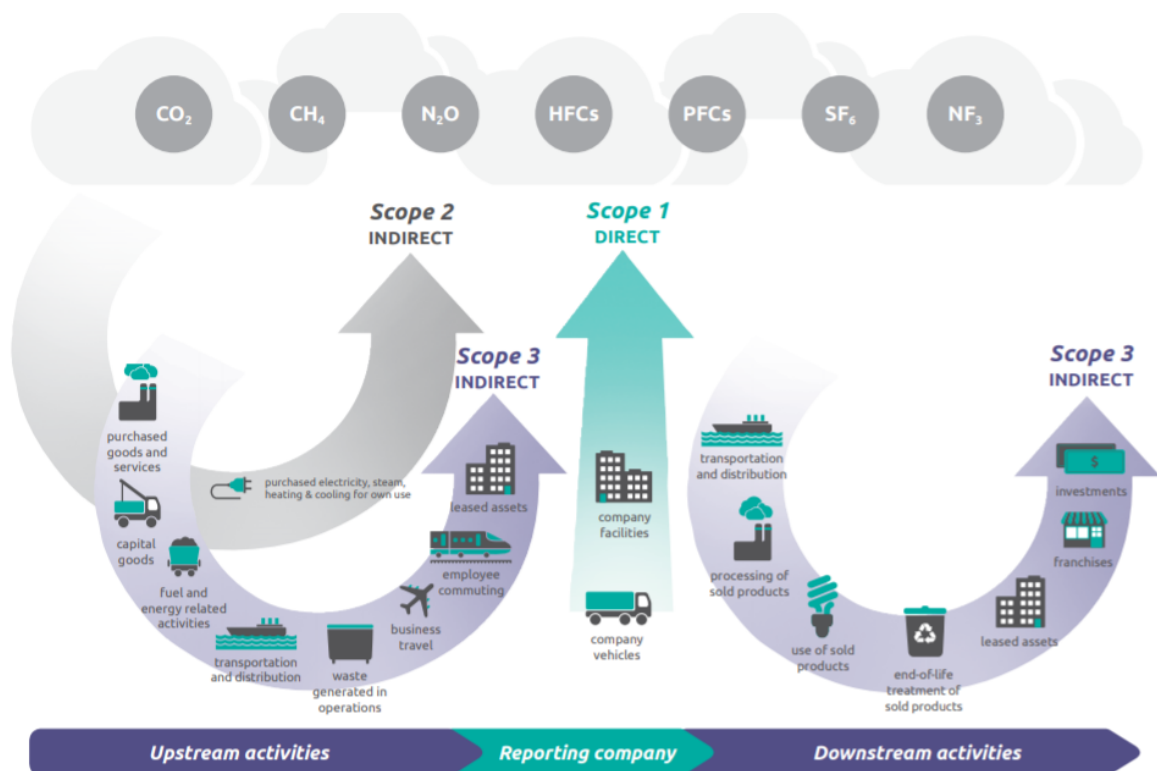 CO₂
CH₄
N₂O
HFCs
PFCs
SF₆
NF₃
Scope 2
INDIRECT
Scope 1
DIRECT
Scope 3
INDIRECT
Scope 3
INDIRECT
purchased
goods and
services
capital
goods
fuel and
energy related
activities
transportation
and distribution
waste
generated in
operations
business
travel
employee
commuting
leased assets
purchased electricity, steam,
heating & cooling for own use
company
facilities
company
vehicles
transportation
and distribution
processing of
sold products
use of sold
products
end-of-life
treatment of
sold products
leased assets
franchises
$
investments
Upstream activities
Reporting company
Downstream activities